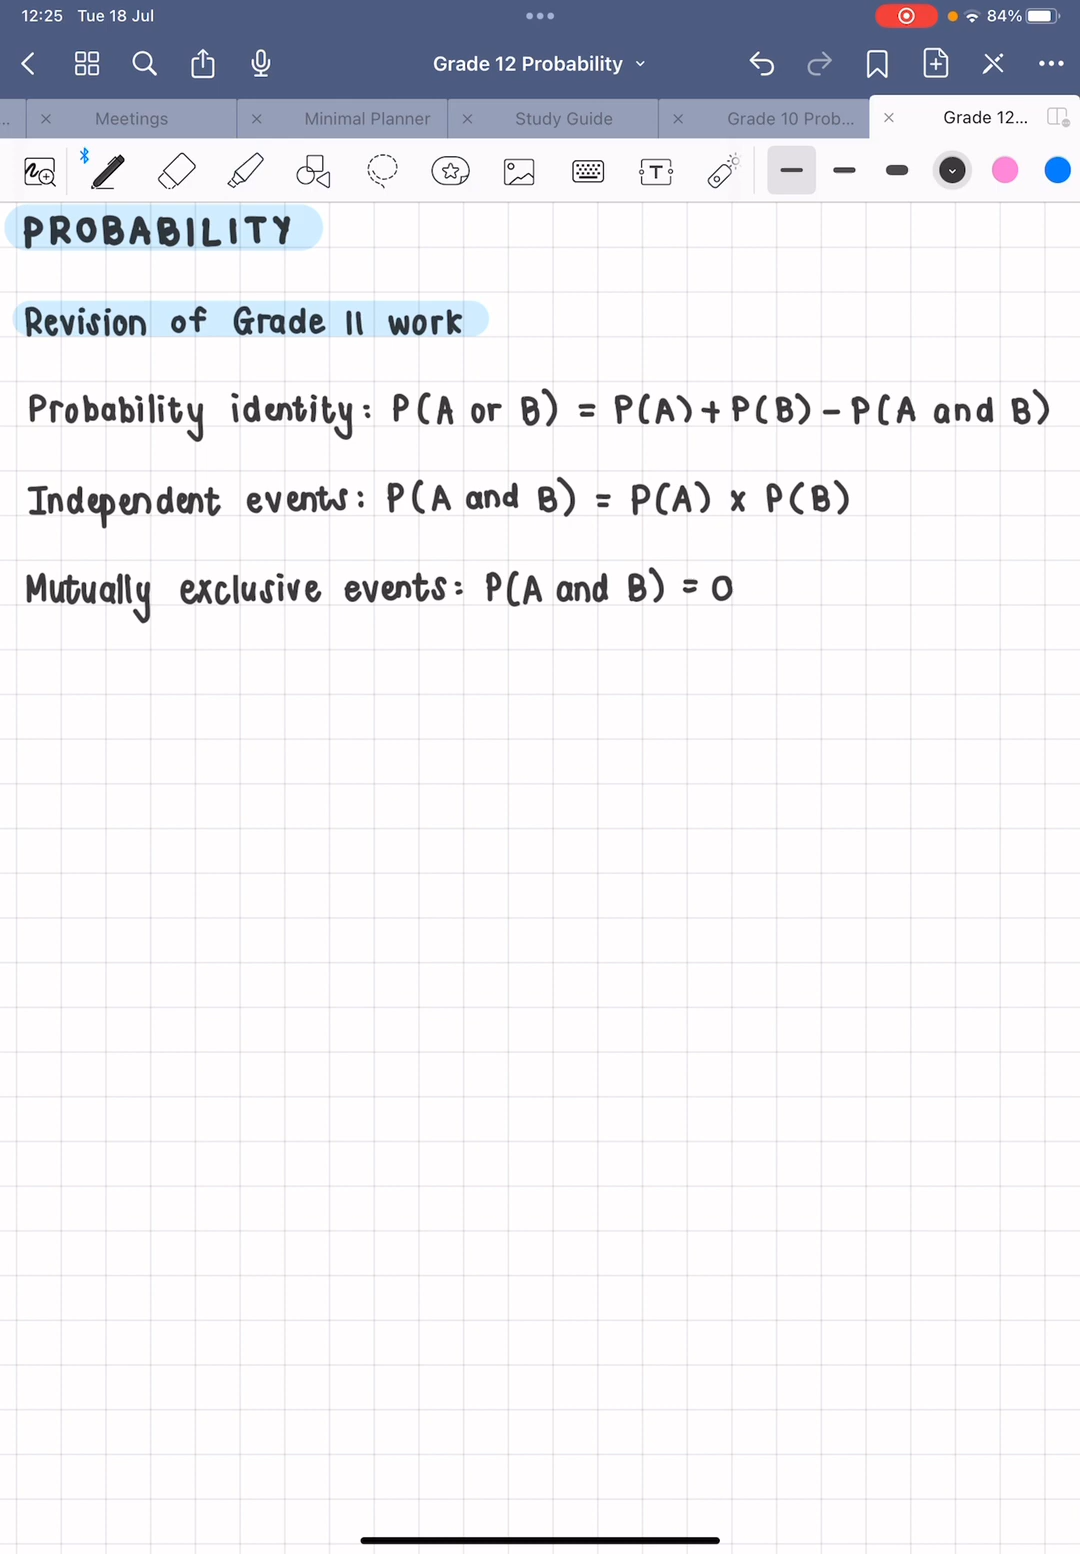 12:25 Tue 18 Jul
84%
Grade 12 Probability
...
Meetings
Minimal Planner
Study Guide
Grade 10 Prob...
Grade 12...
T
PROBABILITY
Revision of Grade 11 work
Probability identity: P(A or B) = P(A) + P(B) – P(A and B)
Independent events: P(A and B) = P(A) x P(B)
Mutually exclusive events: P(A and B) = 0